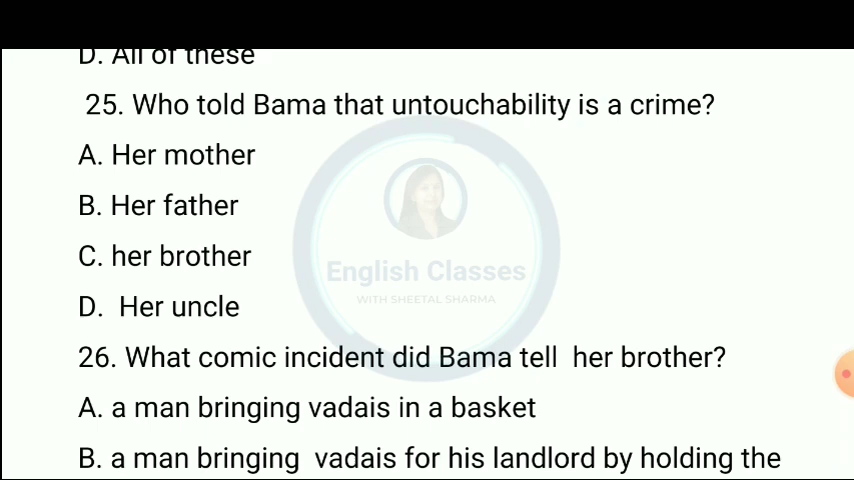 D. All of these
25. Who told Bama that untouchability is a crime?
A. Her mother
B. Her father
C. her brother
English Classes
WITH SHEETAL SHARMA
D. Her uncle
26. What comic incident did Bama tell her brother?
A. a man bringing vadais in a basket
B. a man bringing vadais for his landlord by holding the